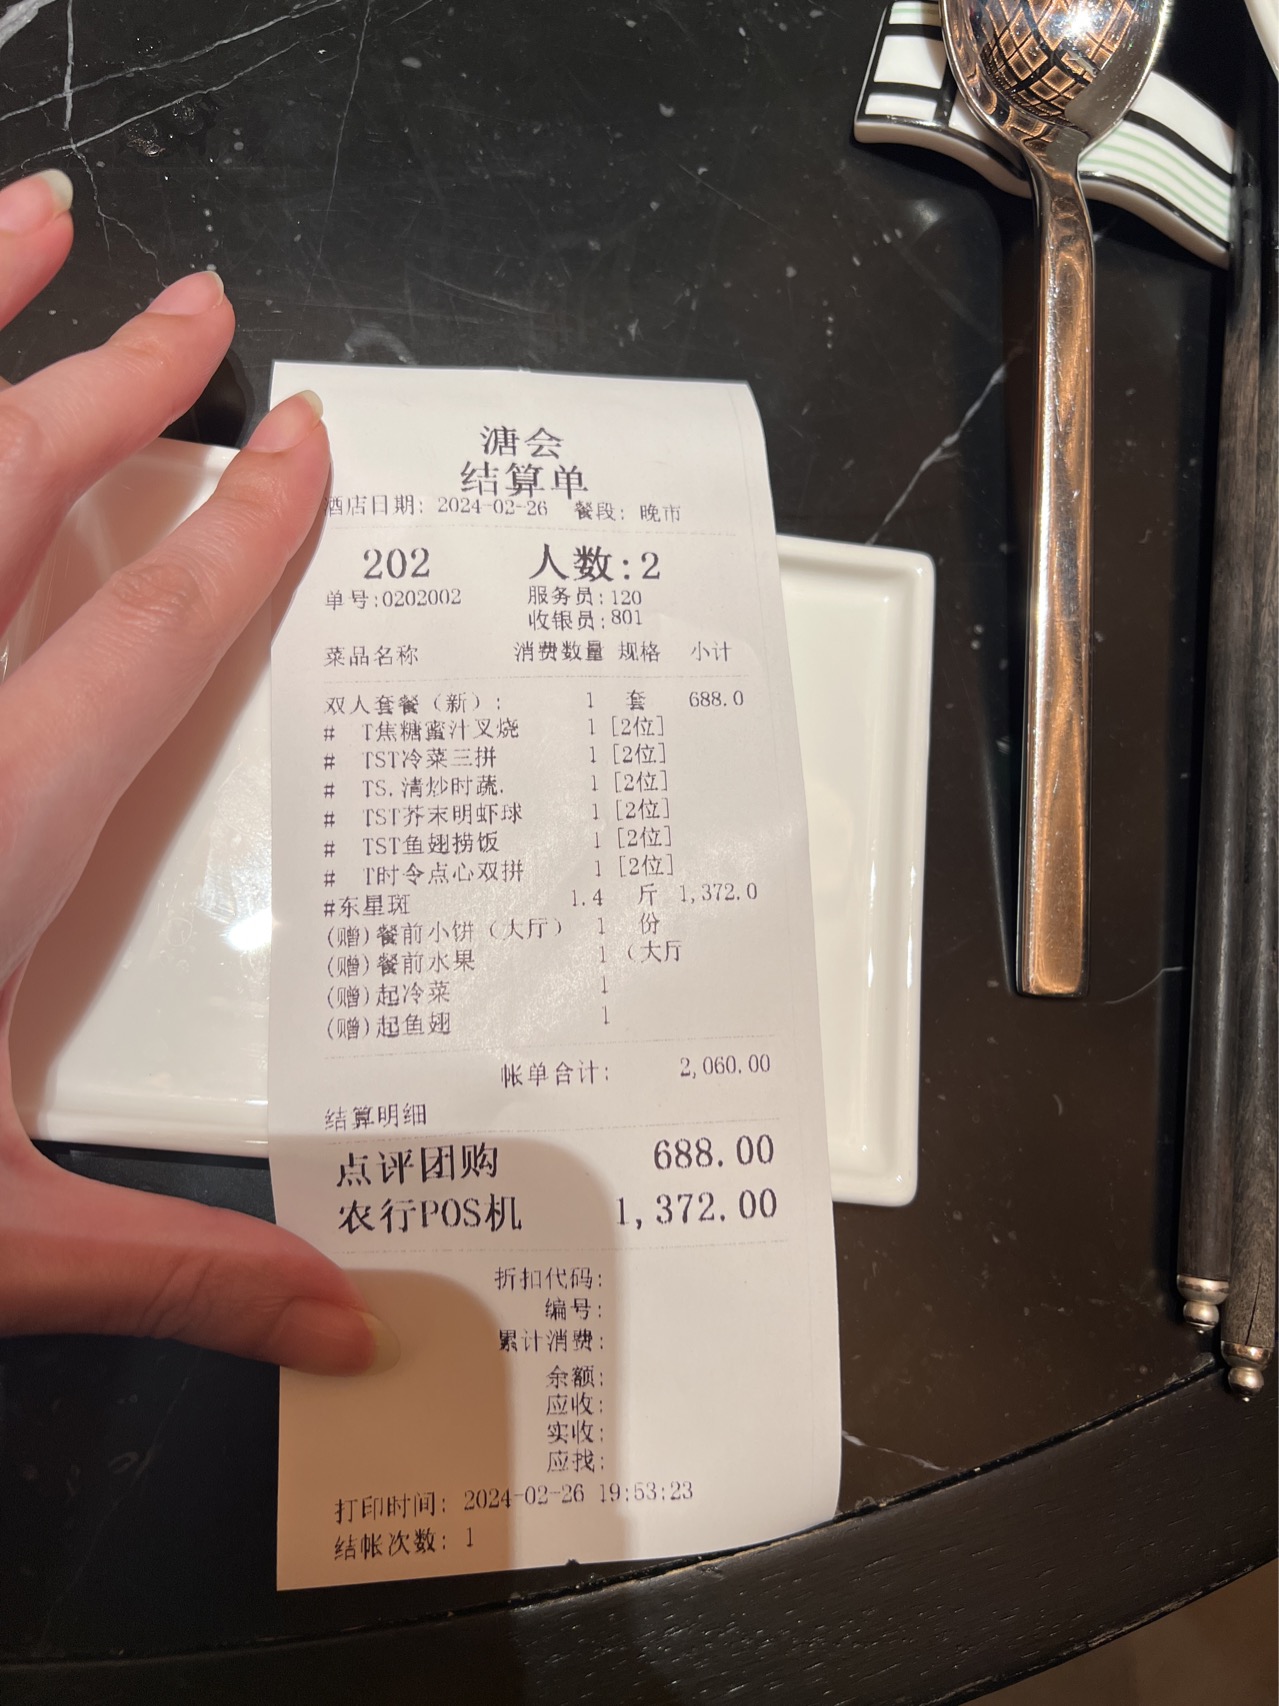 溏会
结算单
酒店日期: 2024-02-26 餐段: 晚市
202 人数:2
单号:0202002 服务员:120
收银员:801
菜品名称 消费数量 规格 小计
双人套餐（新）: 1 套 688.0
# T焦糖蜜汁叉烧 1 [2位]
# TST冷菜三拼 1 [2位]
# TS.清炒时蔬. 1 [2位]
# TST芥末明虾球 1 [2位]
# TST鱼翅捞饭 1 [2位]
# T时令点心双拼 1 [2位]
#东星斑 1.4 斤 1,372.0
(赠)餐前小饼（大厅） 1 份
(赠)餐前水果 1 （大厅
(赠)起冷菜 1
(赠)起鱼翅 1
帐单合计: 2,060.00
结算明细
点评团购 688.00
农行POS机 1,372.00
折扣代码:
编号:
累计消费:
余额:
应收:
实收:
应找:
打印时间: 2024-02-26 19:53:23
结帐次数: 1